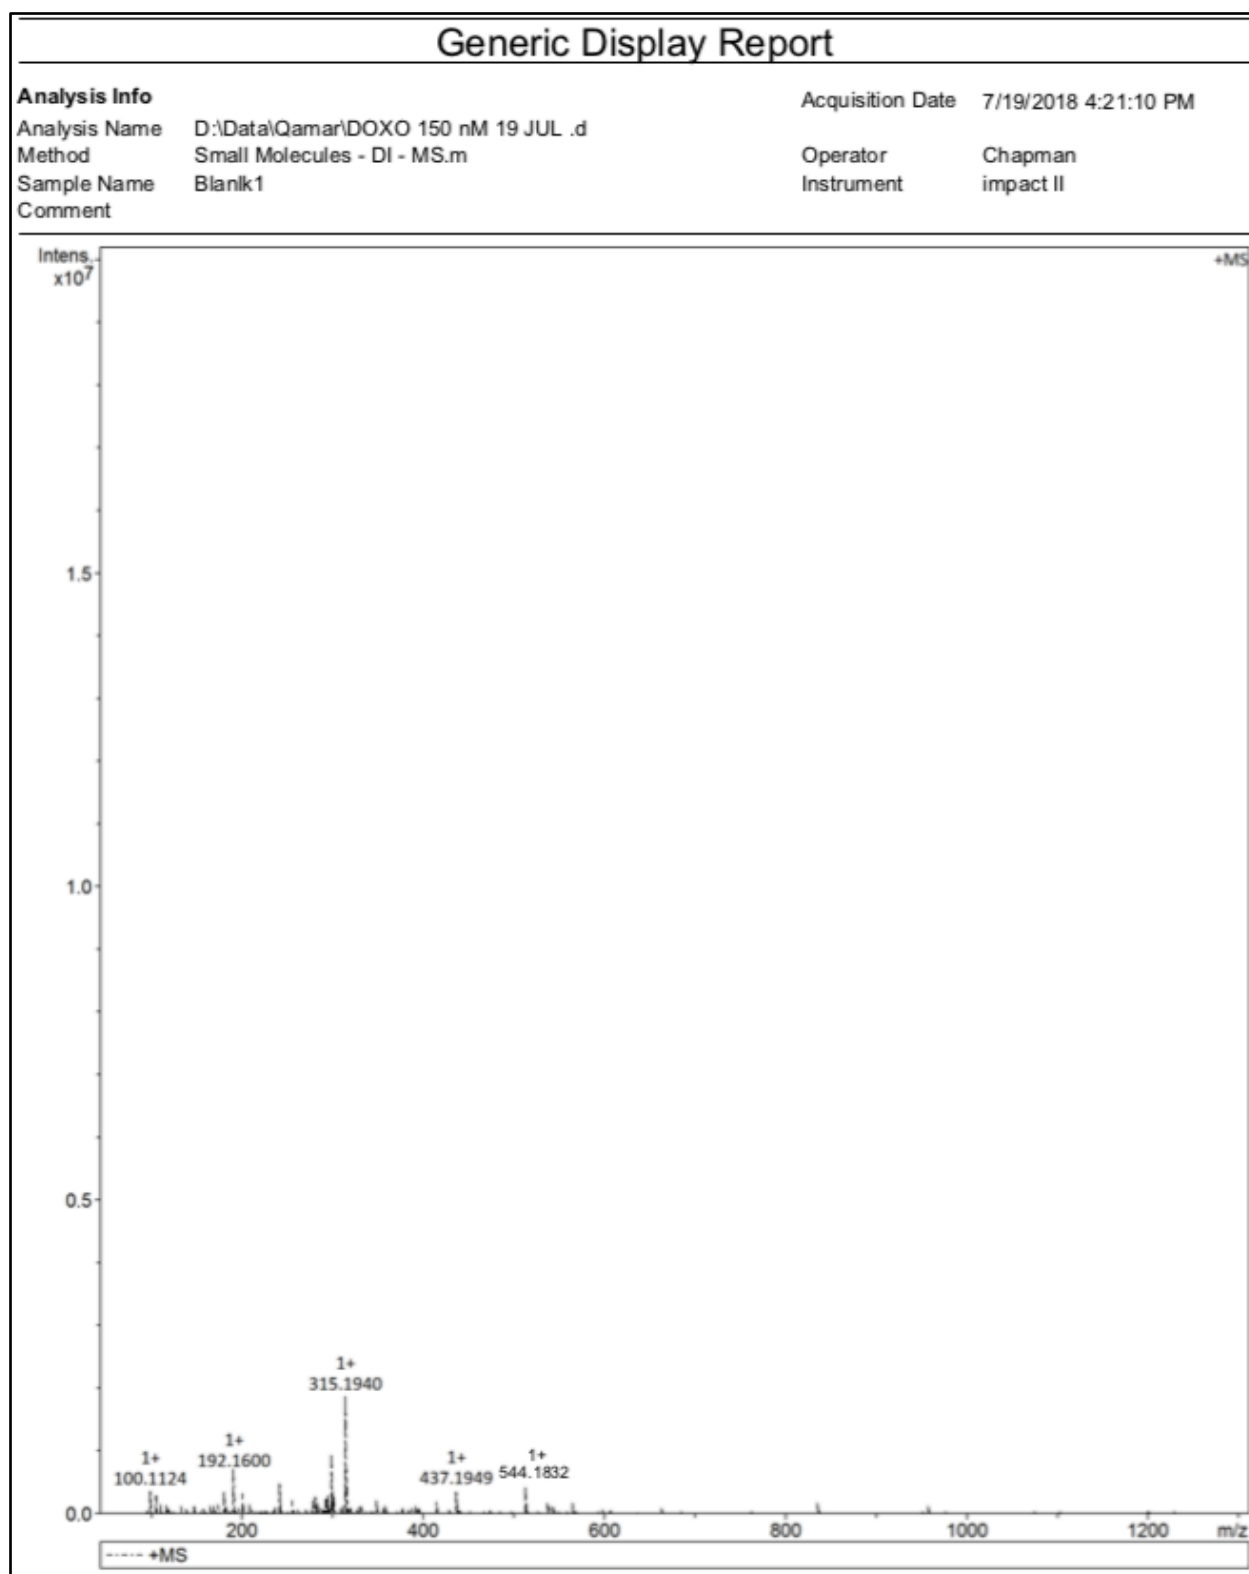 Generic Display Report
Analysis Info
Acquisition Date 7/19/2018 4:21:10 PM
Analysis Name D:\Data\Qamar\DOXO 150 nM 19 JUL .d
Method Small Molecules - DI - MS.m
Operator Chapman
Sample Name Blanlk1
Instrument impact II
Comment
Intens.
x107
+MS
1.5
1.0
0.5
0.0
1+
315.1940
1+
192.1600
1+
100.1124
1+
437.1949
1+
544.1832
200 400 600 800 1000 1200 m/z
+MS